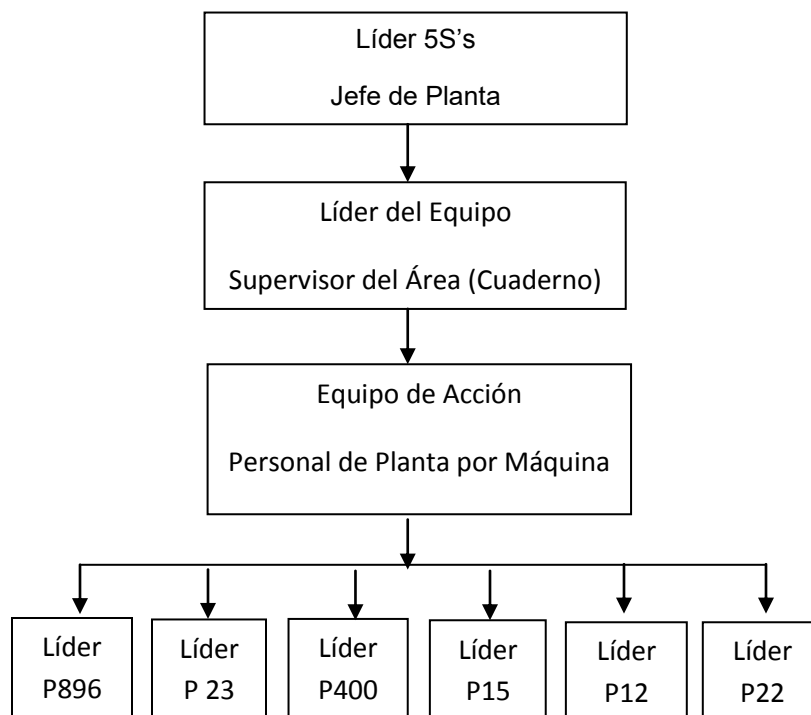 Líder 5S’s
Jefe de Planta
Líder del Equipo
Supervisor del Área (Cuaderno)
Equipo de Acción
Personal de Planta por Máquina
Líder
P896
Líder
P 23
Líder
P400
Líder
P15
Líder
P12
Líder
P22